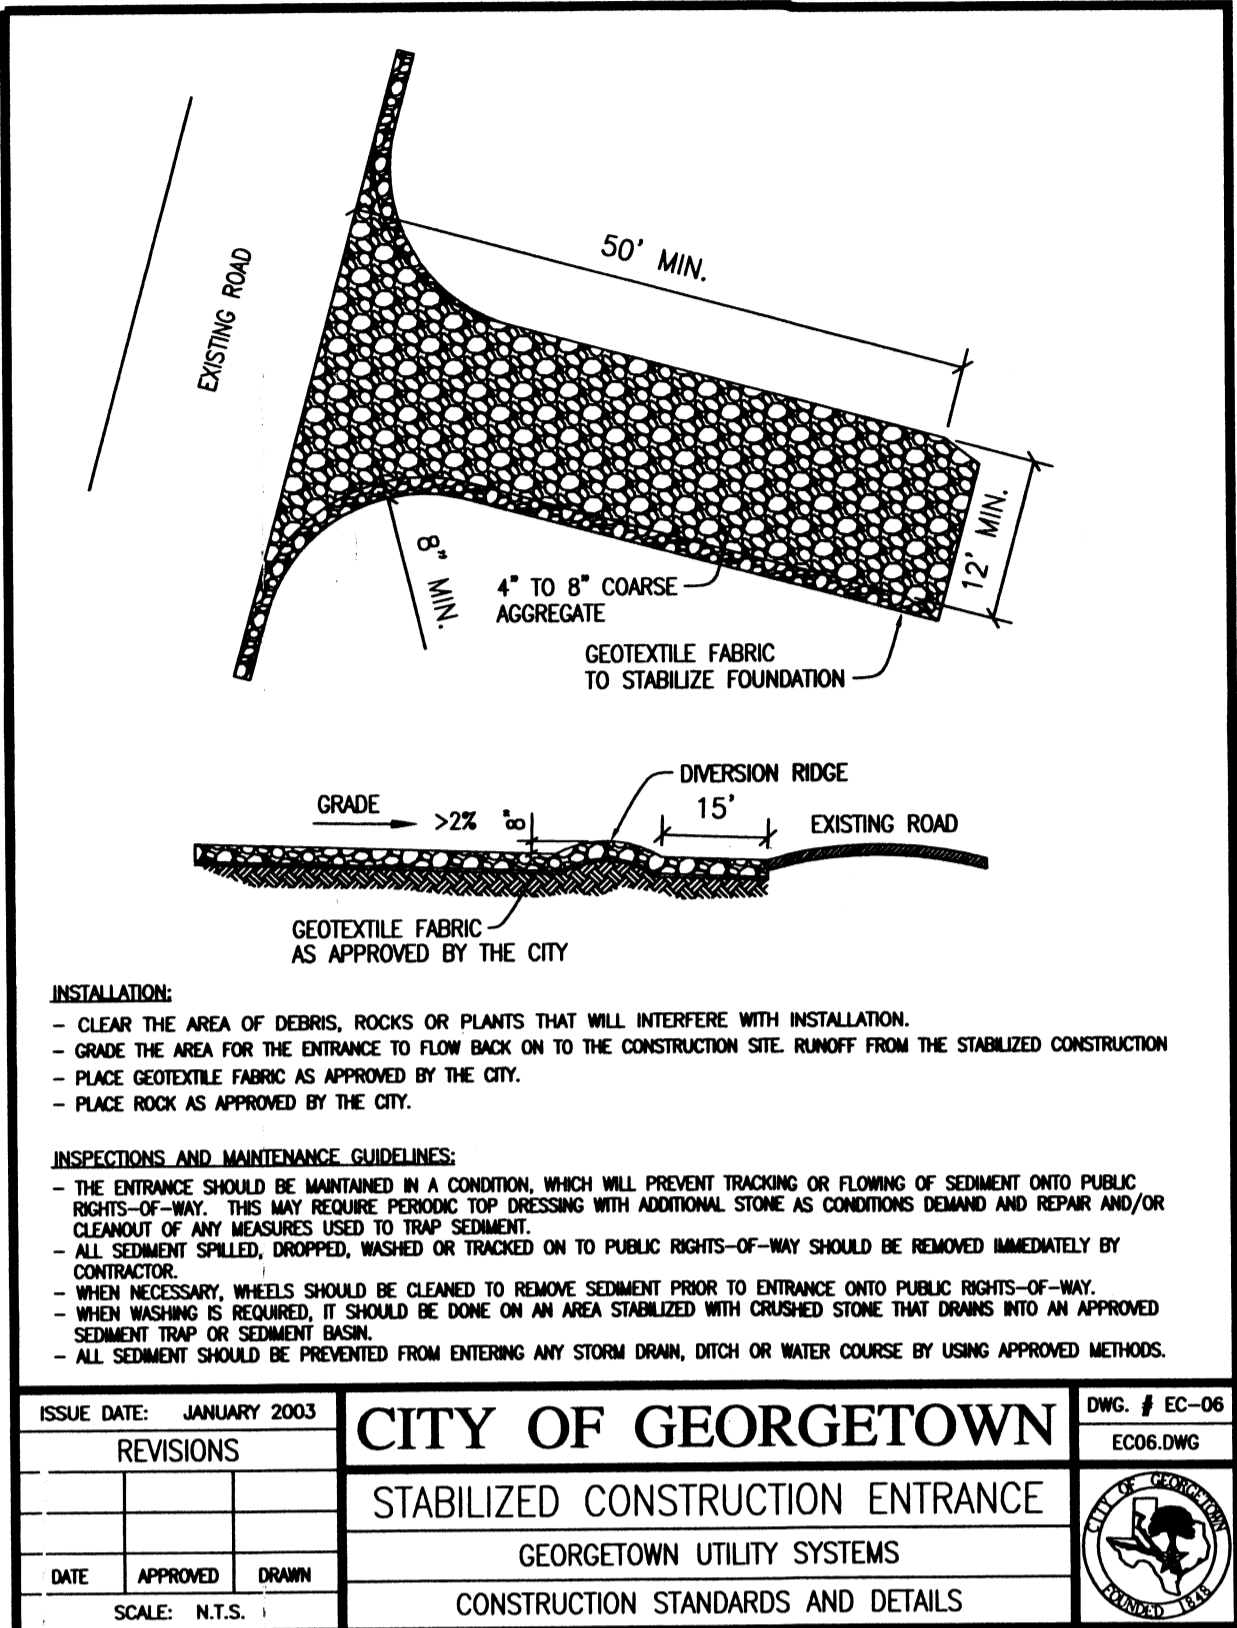 EXISTING ROAD
50' MIN.
12' MIN.
8" MIN.
4" TO 8" COARSE
AGGREGATE
GEOTEXTILE FABRIC
TO STABILIZE FOUNDATION
DIVERSION RIDGE
GRADE
>2%
8"
15'
EXISTING ROAD
GEOTEXTILE FABRIC
AS APPROVED BY THE CITY
INSTALLATION:
- CLEAR THE AREA OF DEBRIS, ROCKS OR PLANTS THAT WILL INTERFERE WITH INSTALLATION.
- GRADE THE AREA FOR THE ENTRANCE TO FLOW BACK ON TO THE CONSTRUCTION SITE. RUNOFF FROM THE STABILIZED CONSTRUCTION
- PLACE GEOTEXTILE FABRIC AS APPROVED BY THE CITY.
- PLACE ROCK AS APPROVED BY THE CITY.
INSPECTIONS AND MAINTENANCE GUIDELINES:
- THE ENTRANCE SHOULD BE MAINTAINED IN A CONDITION, WHICH WILL PREVENT TRACKING OR FLOWING OF SEDIMENT ONTO PUBLIC
RIGHTS-OF-WAY. THIS MAY REQUIRE PERIODIC TOP DRESSING WITH ADDITIONAL STONE AS CONDITIONS DEMAND AND REPAIR AND/OR
CLEANOUT OF ANY MEASURES USED TO TRAP SEDIMENT.
- ALL SEDIMENT SPILLED, DROPPED, WASHED OR TRACKED ON TO PUBLIC RIGHTS-OF-WAY SHOULD BE REMOVED IMMEDIATELY BY
CONTRACTOR.
- WHEN NECESSARY, WHEELS SHOULD BE CLEANED TO REMOVE SEDIMENT PRIOR TO ENTRANCE ONTO PUBLIC RIGHTS-OF-WAY.
- WHEN WASHING IS REQUIRED, IT SHOULD BE DONE ON AN AREA STABILIZED WITH CRUSHED STONE THAT DRAINS INTO AN APPROVED
SEDIMENT TRAP OR SEDIMENT BASIN.
- ALL SEDIMENT SHOULD BE PREVENTED FROM ENTERING ANY STORM DRAIN, DITCH OR WATER COURSE BY USING APPROVED METHODS.
ISSUE DATE: JANUARY 2003
REVISIONS
DATE APPROVED DRAWN
SCALE: N.T.S.
CITY OF GEORGETOWN
STABILIZED CONSTRUCTION ENTRANCE
GEORGETOWN UTILITY SYSTEMS
CONSTRUCTION STANDARDS AND DETAILS
DWG. # EC-06
EC06.DWG
CITY OF GEORGETOWN
FOUNDED 1848